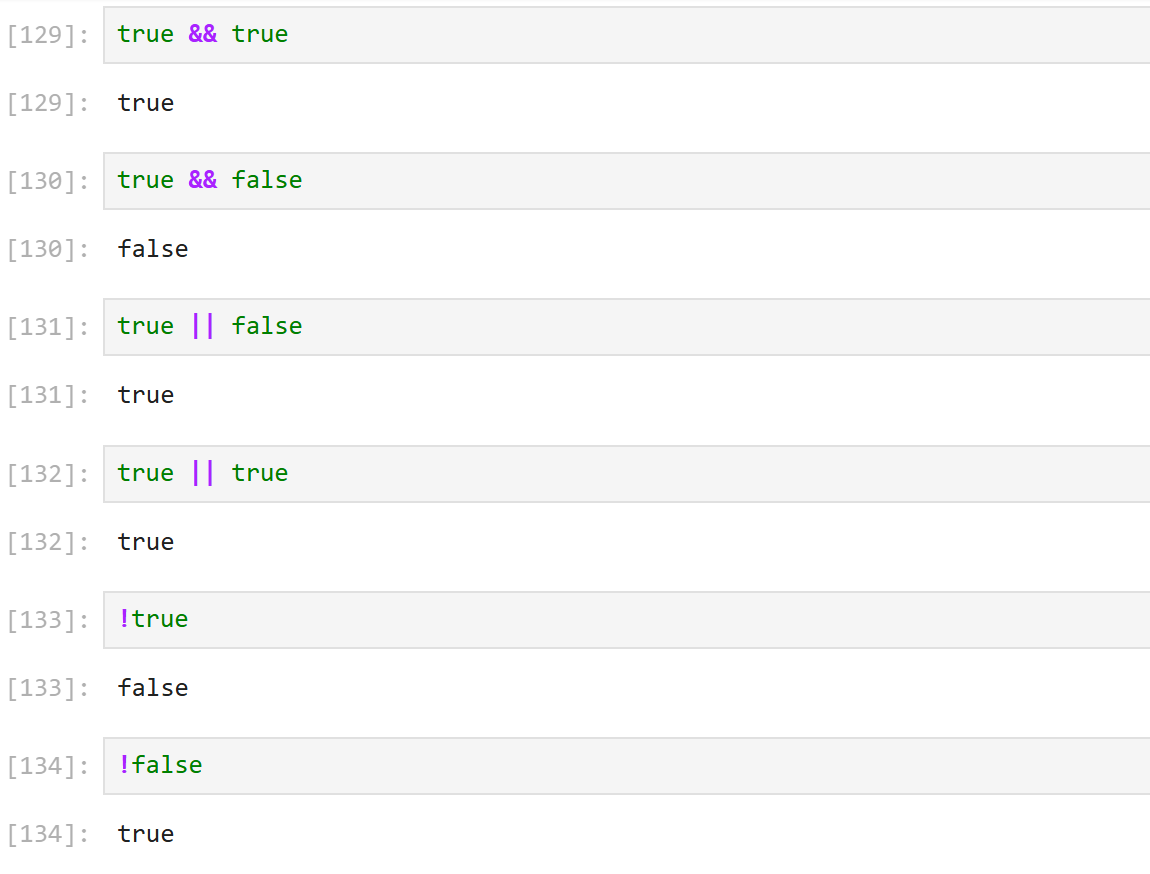 [129]: true && true
[129]: true
[130]: true && false
[130]: false
[131]: true || false
[131]: true
[132]: true || true
[132]: true
[133]: !true
[133]: false
[134]: !false
[134]: true